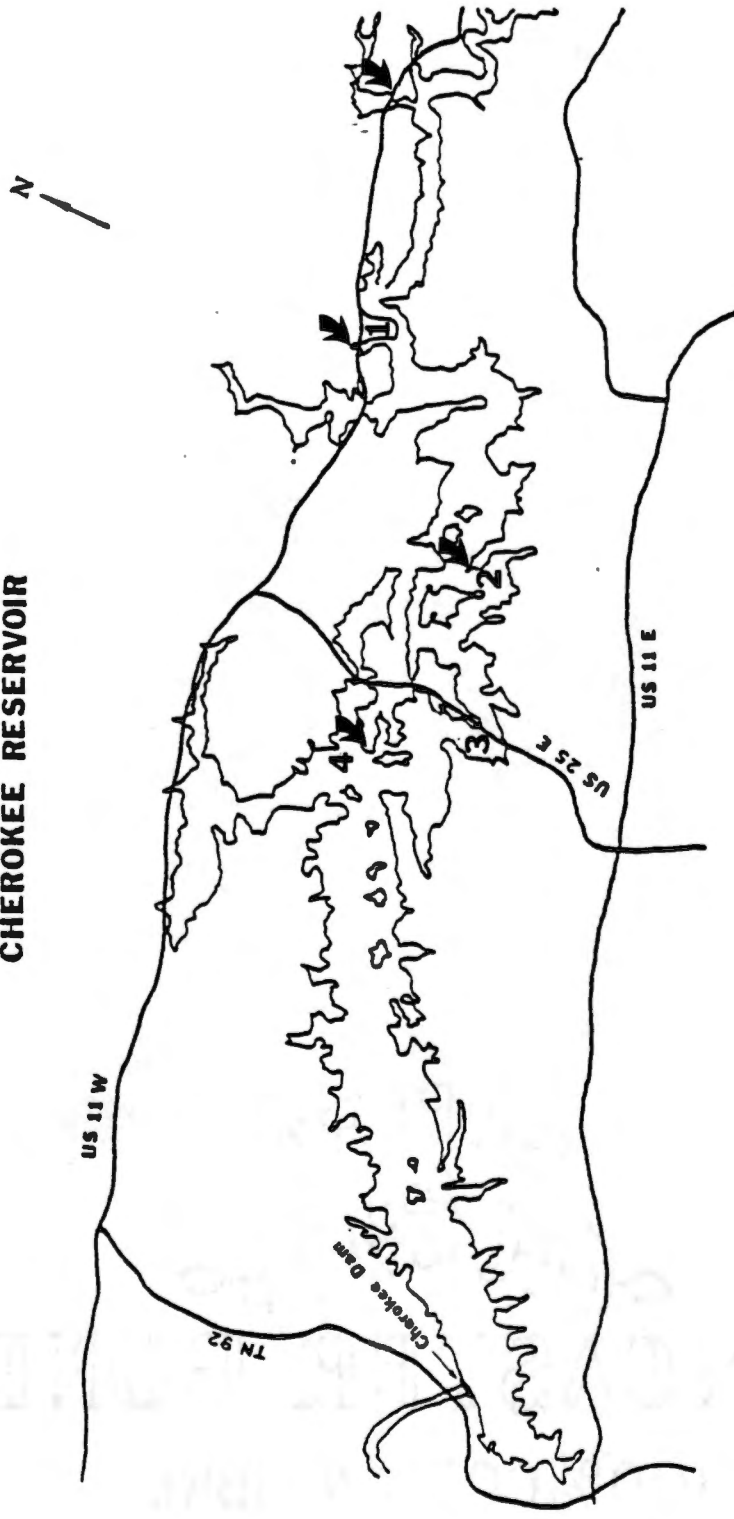 CHEROKEE RESERVOIR
N
US 11 W
TN 92
Cherokee Dam
1
2
3
4
US 25 E
US 11 E